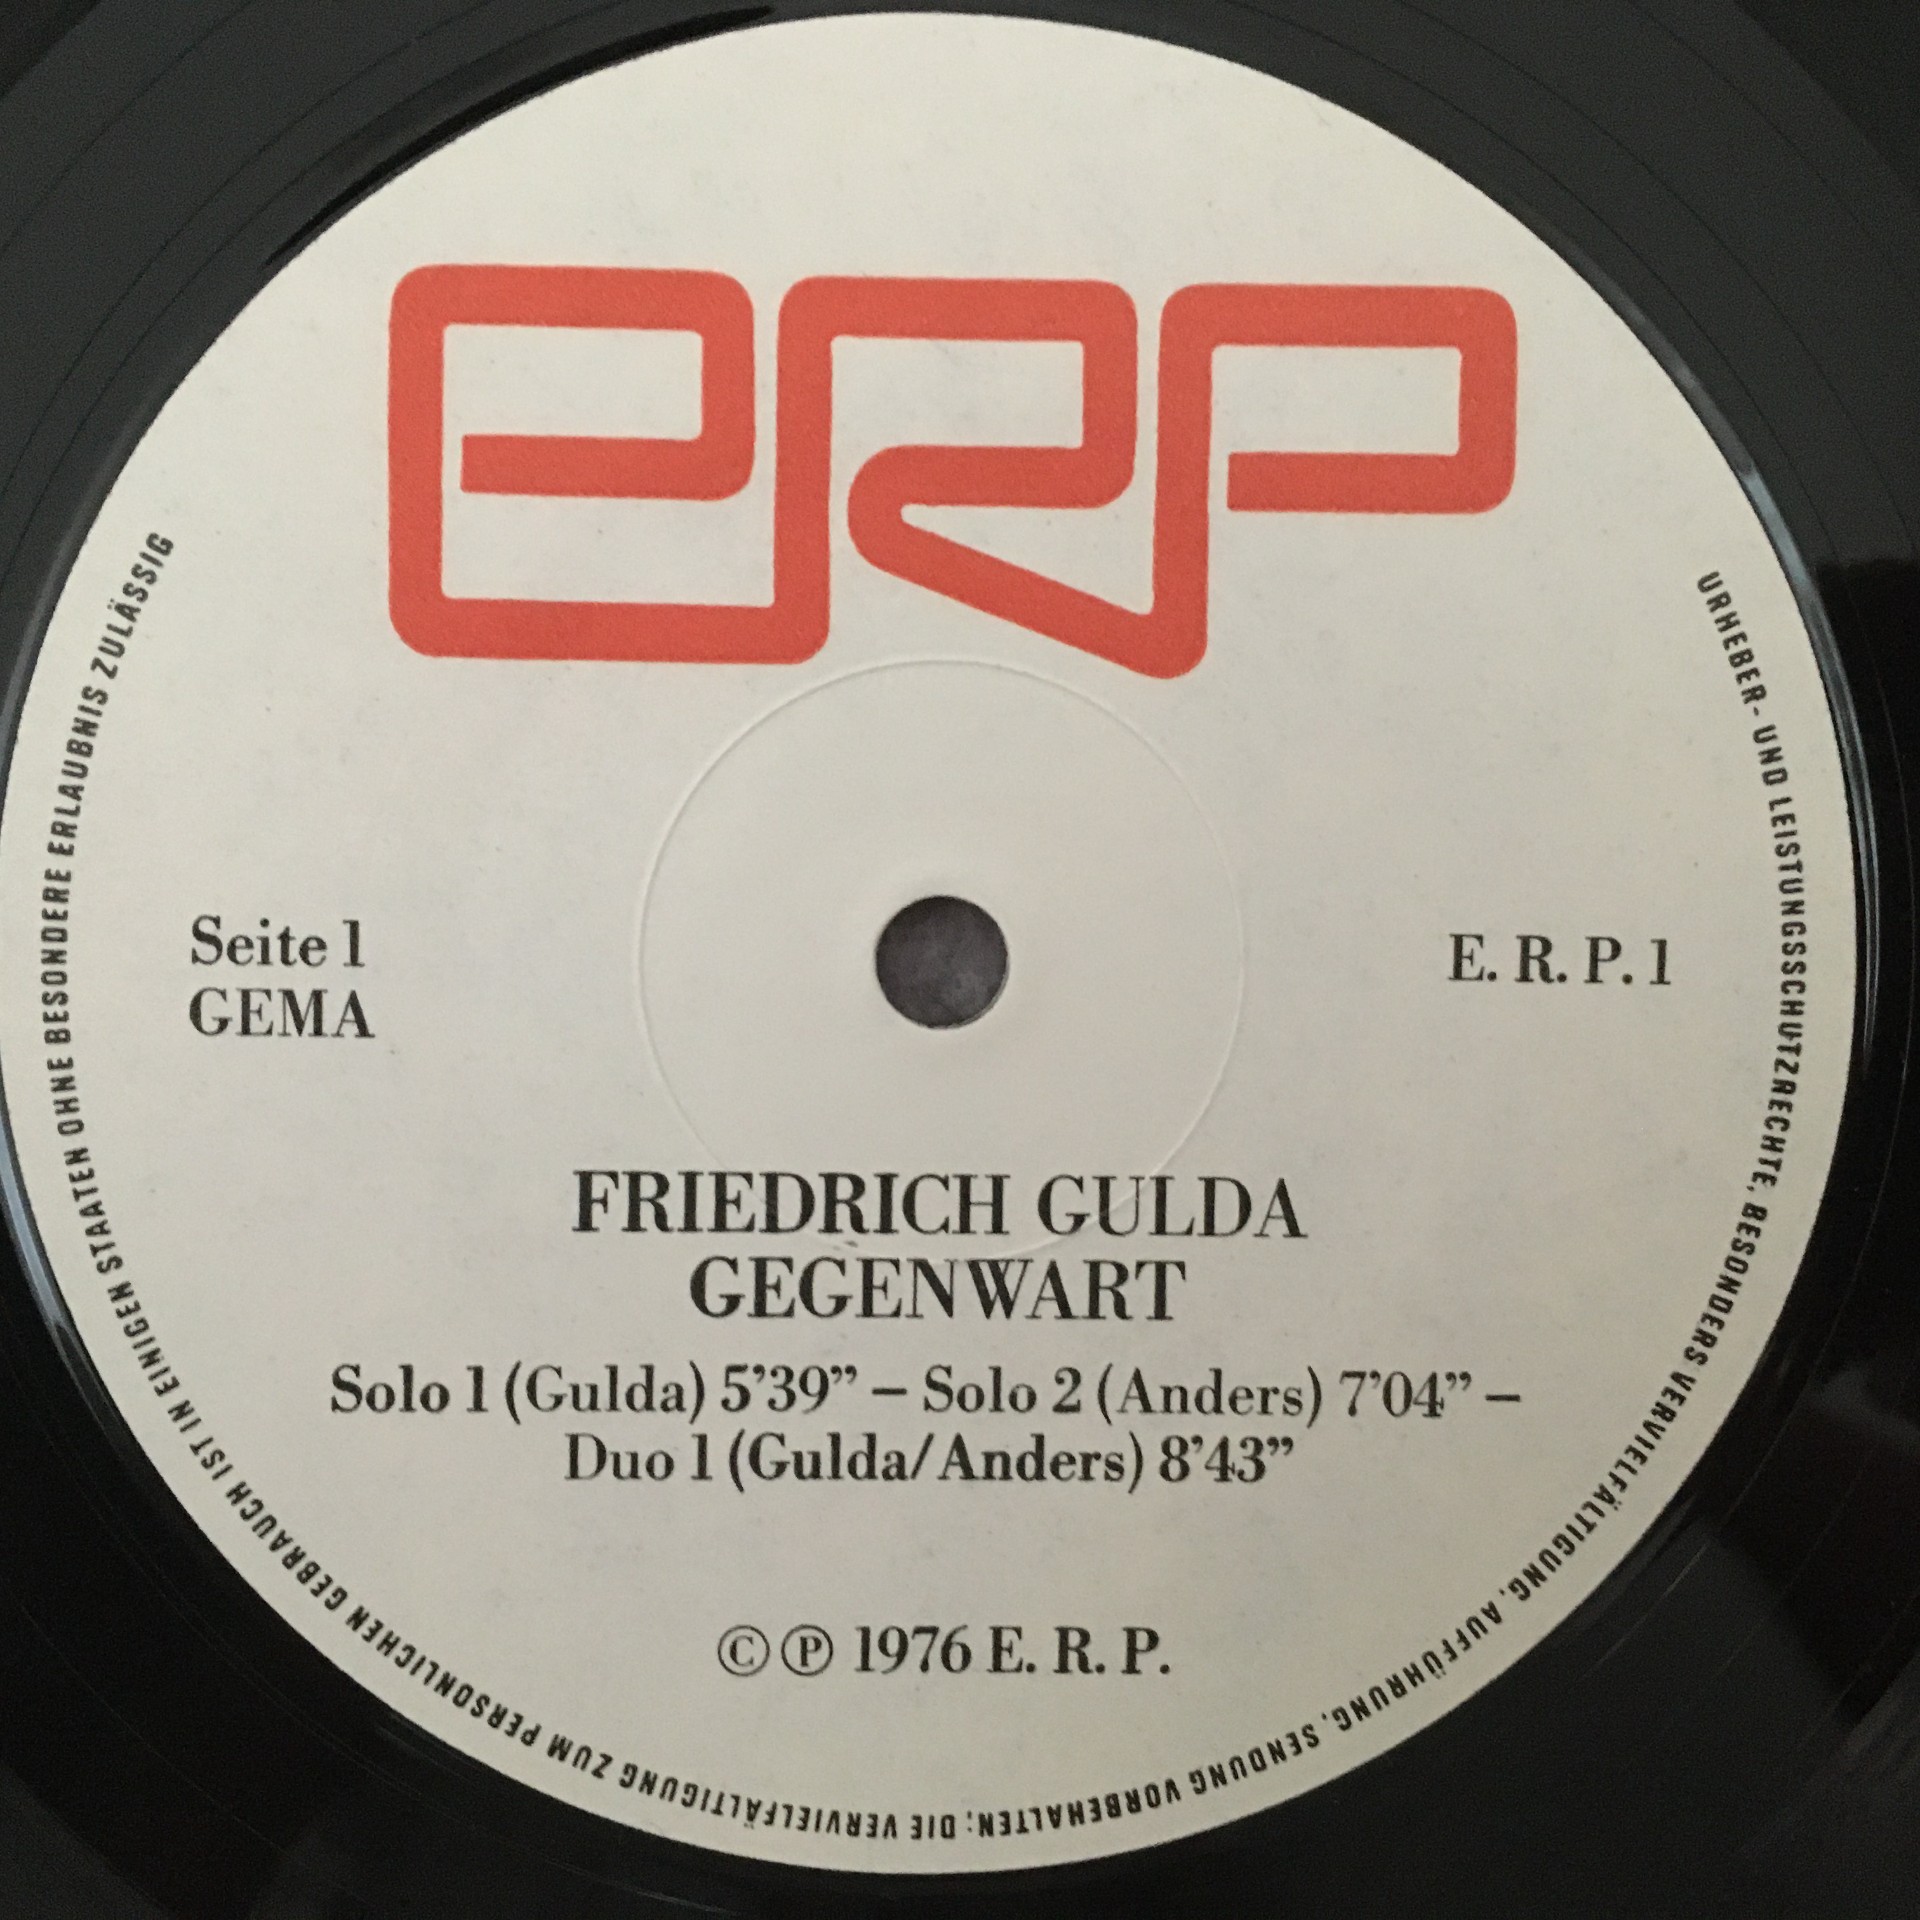 eRP
Seite 1
GEMA
E. R. P. 1
FRIEDRICH GULDA
GEGENWART
Solo 1 (Gulda) 5’39” – Solo 2 (Anders) 7’04” –
Duo 1 (Gulda/Anders) 8’43”
©℗ 1976 E. R. P.
URHEBER- UND LEISTUNGSSCHUTZRECHTE, BESONDERS VERVIELFÄLTIGUNG, AUFFÜHRUNG, SENDUNG VORBEHALTEN; DIE VERVIELFÄLTIGUNG ZUM PERSONLICHEN GEBRAUCH IST IN EINIGEN STAATEN OHNE BESONDERE ERLAUBNIS ZULÄSSIG